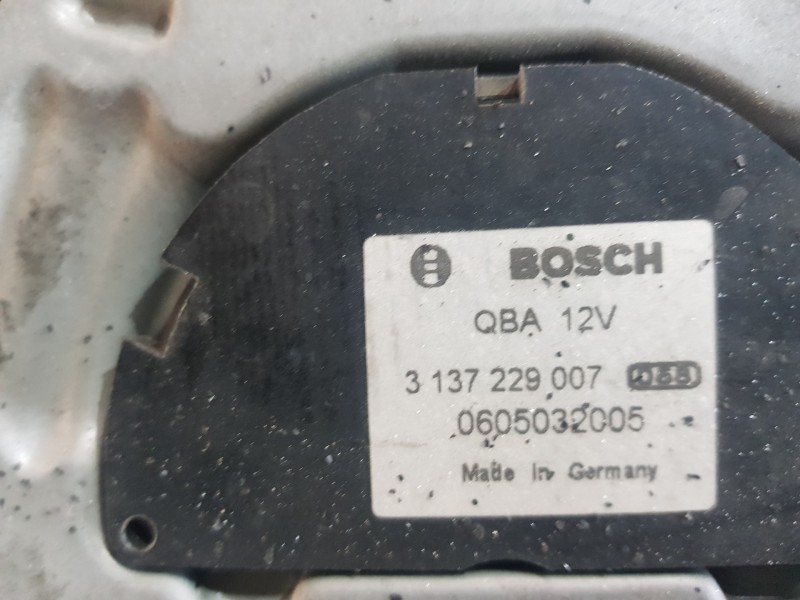 BOSCH
QBA 12V
3 137 229 007
0605032005
Made in Germany